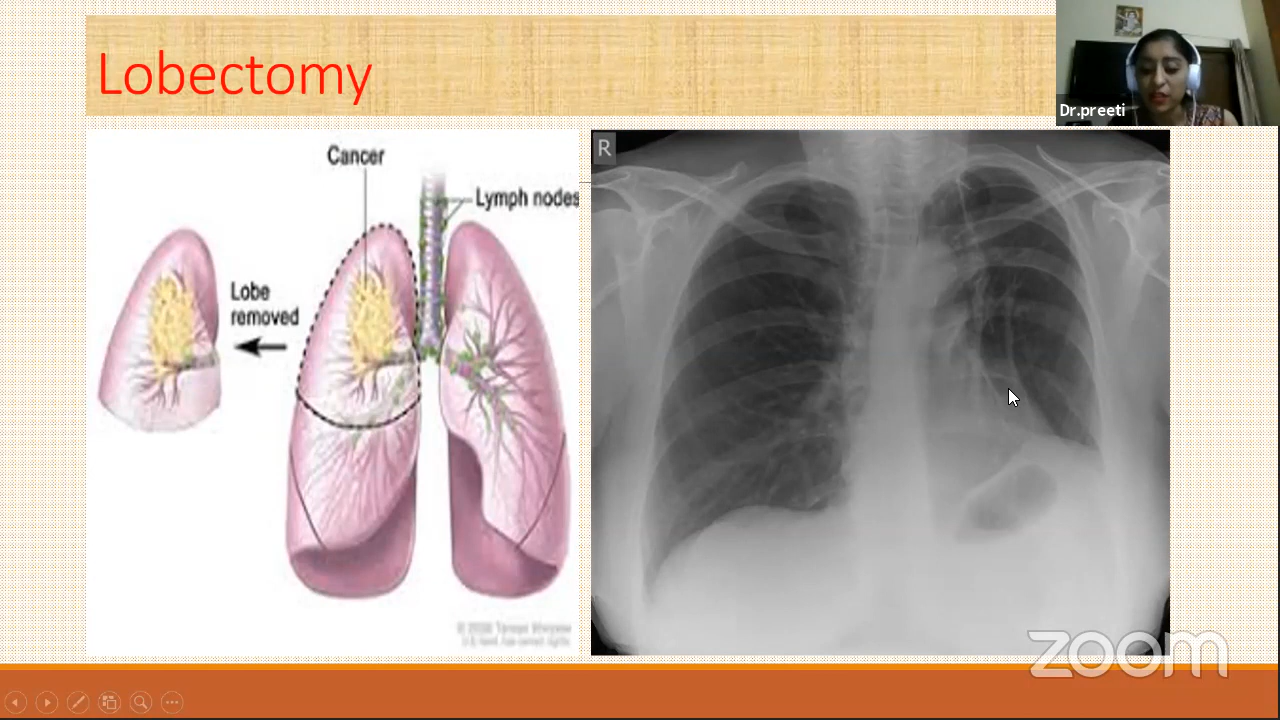 Lobectomy
Dr.preeti
Cancer
Lymph nodes
Lobe
removed
R
zoom